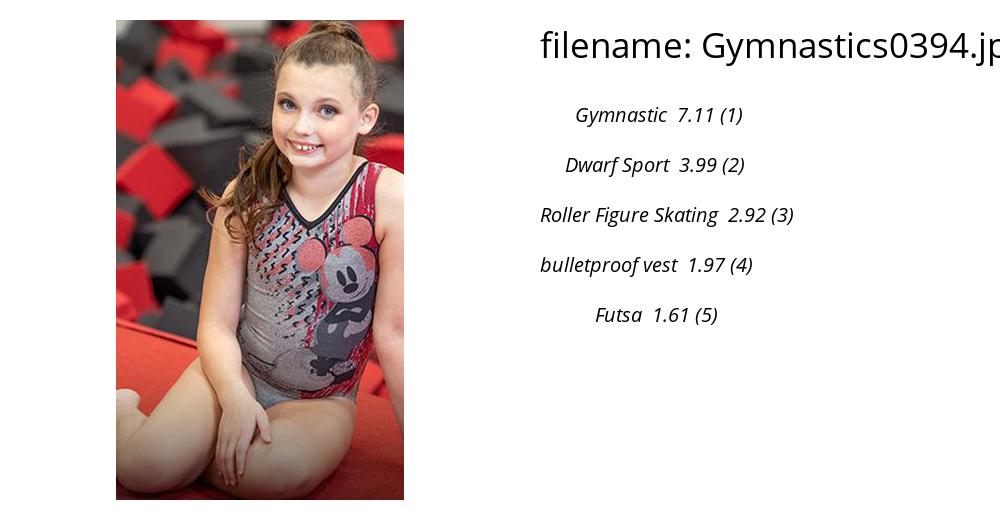 filename: Gymnastics0394.jp
Gymnastic 7.11 (1)
Dwarf Sport 3.99 (2)
Roller Figure Skating 2.92 (3)
bulletproof vest 1.97 (4)
Futsa 1.61 (5)